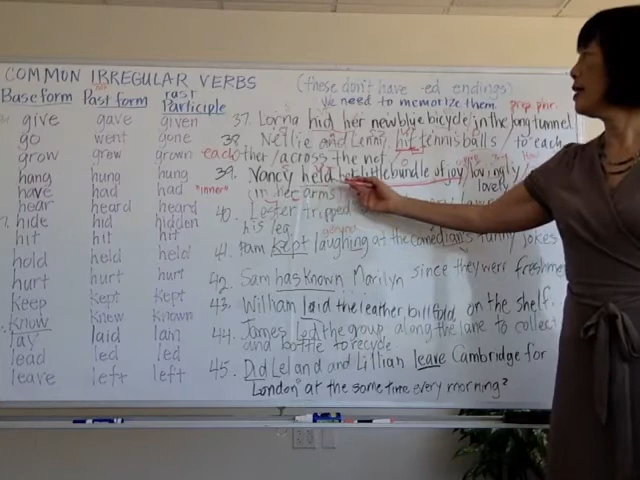 COMMON IRREGULAR VERBS
(these don't have -ed endings)
We need to memorize them.
Base form Past form Past Participle
give gave given
go went gone
grow grew grown
hang hung hung
have had had
hear heard heard
hide hid hidden
hit hit hit
hold held held
hurt hurt hurt
keep kept kept
know knew known
lay laid lain
lead led led
leave left left
prep. phr.
37. Lorna hid her new blue bicycle in the long tunnel
38. Nellie and Lenny hit tennis balls to each
other across the net
39. Nancy held her little bundle of joy lovingly
"inner" in her arms lovely
40. Lester tripped
his leg
41. Pam kept laughing at the comedian's funny jokes
42. Sam has known Marilyn since they were freshmen
43. William laid the leather billfold on the shelf.
44. James led the group along the lane to collect
and bottle to recycle
45. Did Leland and Lillian leave Cambridge for
London at the same time every morning?